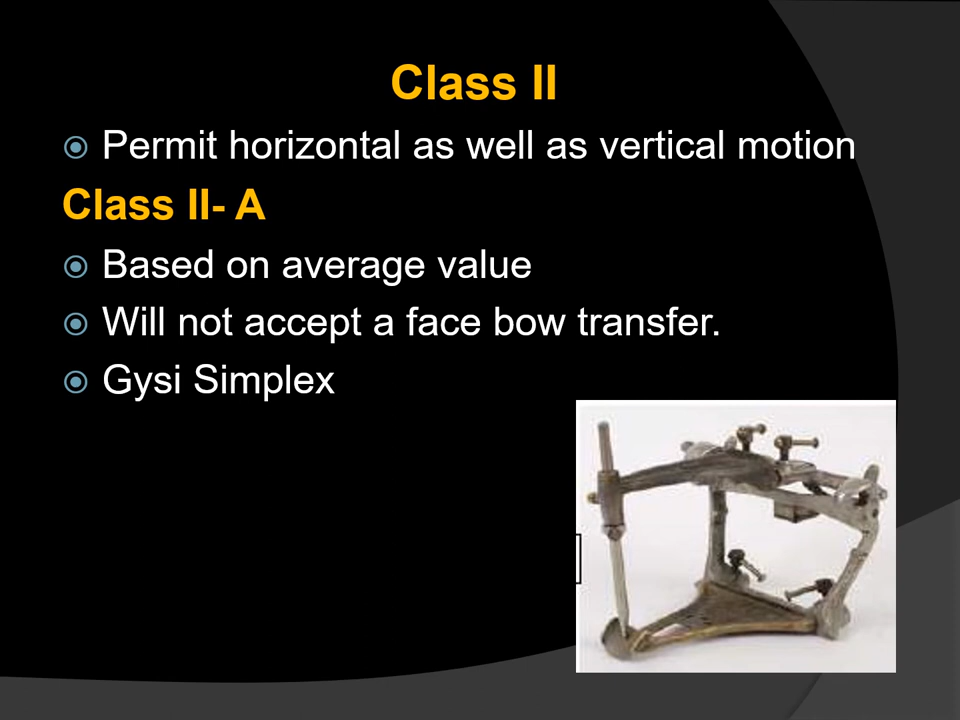 Class II
Permit horizontal as well as vertical motion
Class II- A
Based on average value
Will not accept a face bow transfer.
Gysi Simplex